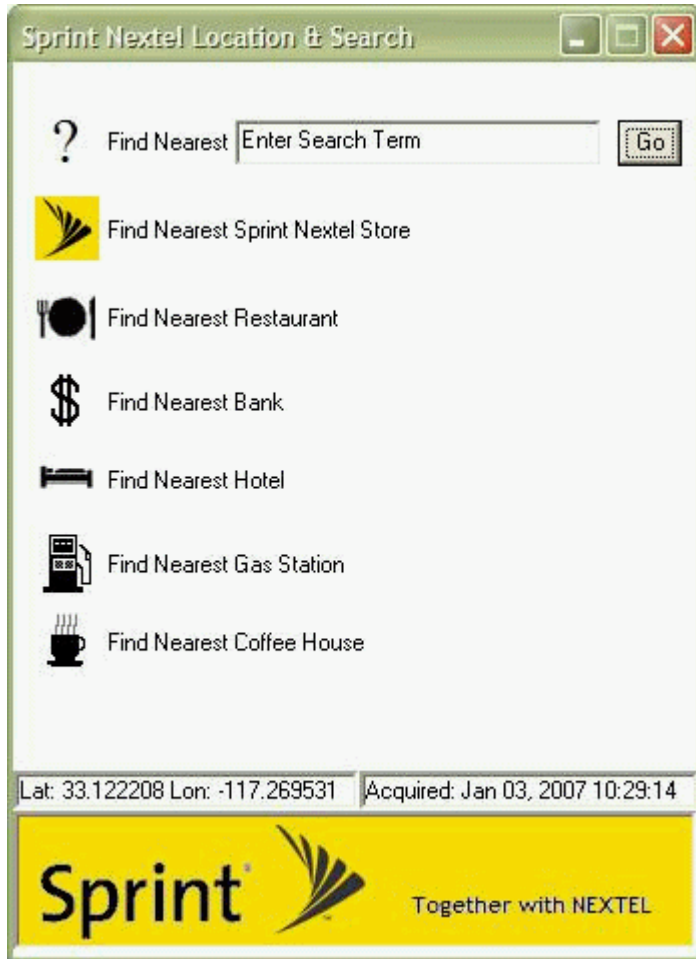 Sprint Nextel Location & Search
? Find Nearest Enter Search Term Go
Find Nearest Sprint Nextel Store
Find Nearest Restaurant
$ Find Nearest Bank
Find Nearest Hotel
Find Nearest Gas Station
Find Nearest Coffee House
Lat: 33.122208 Lon: -117.269531 Acquired: Jan 03, 2007 10:29:14
Sprint Together with NEXTEL